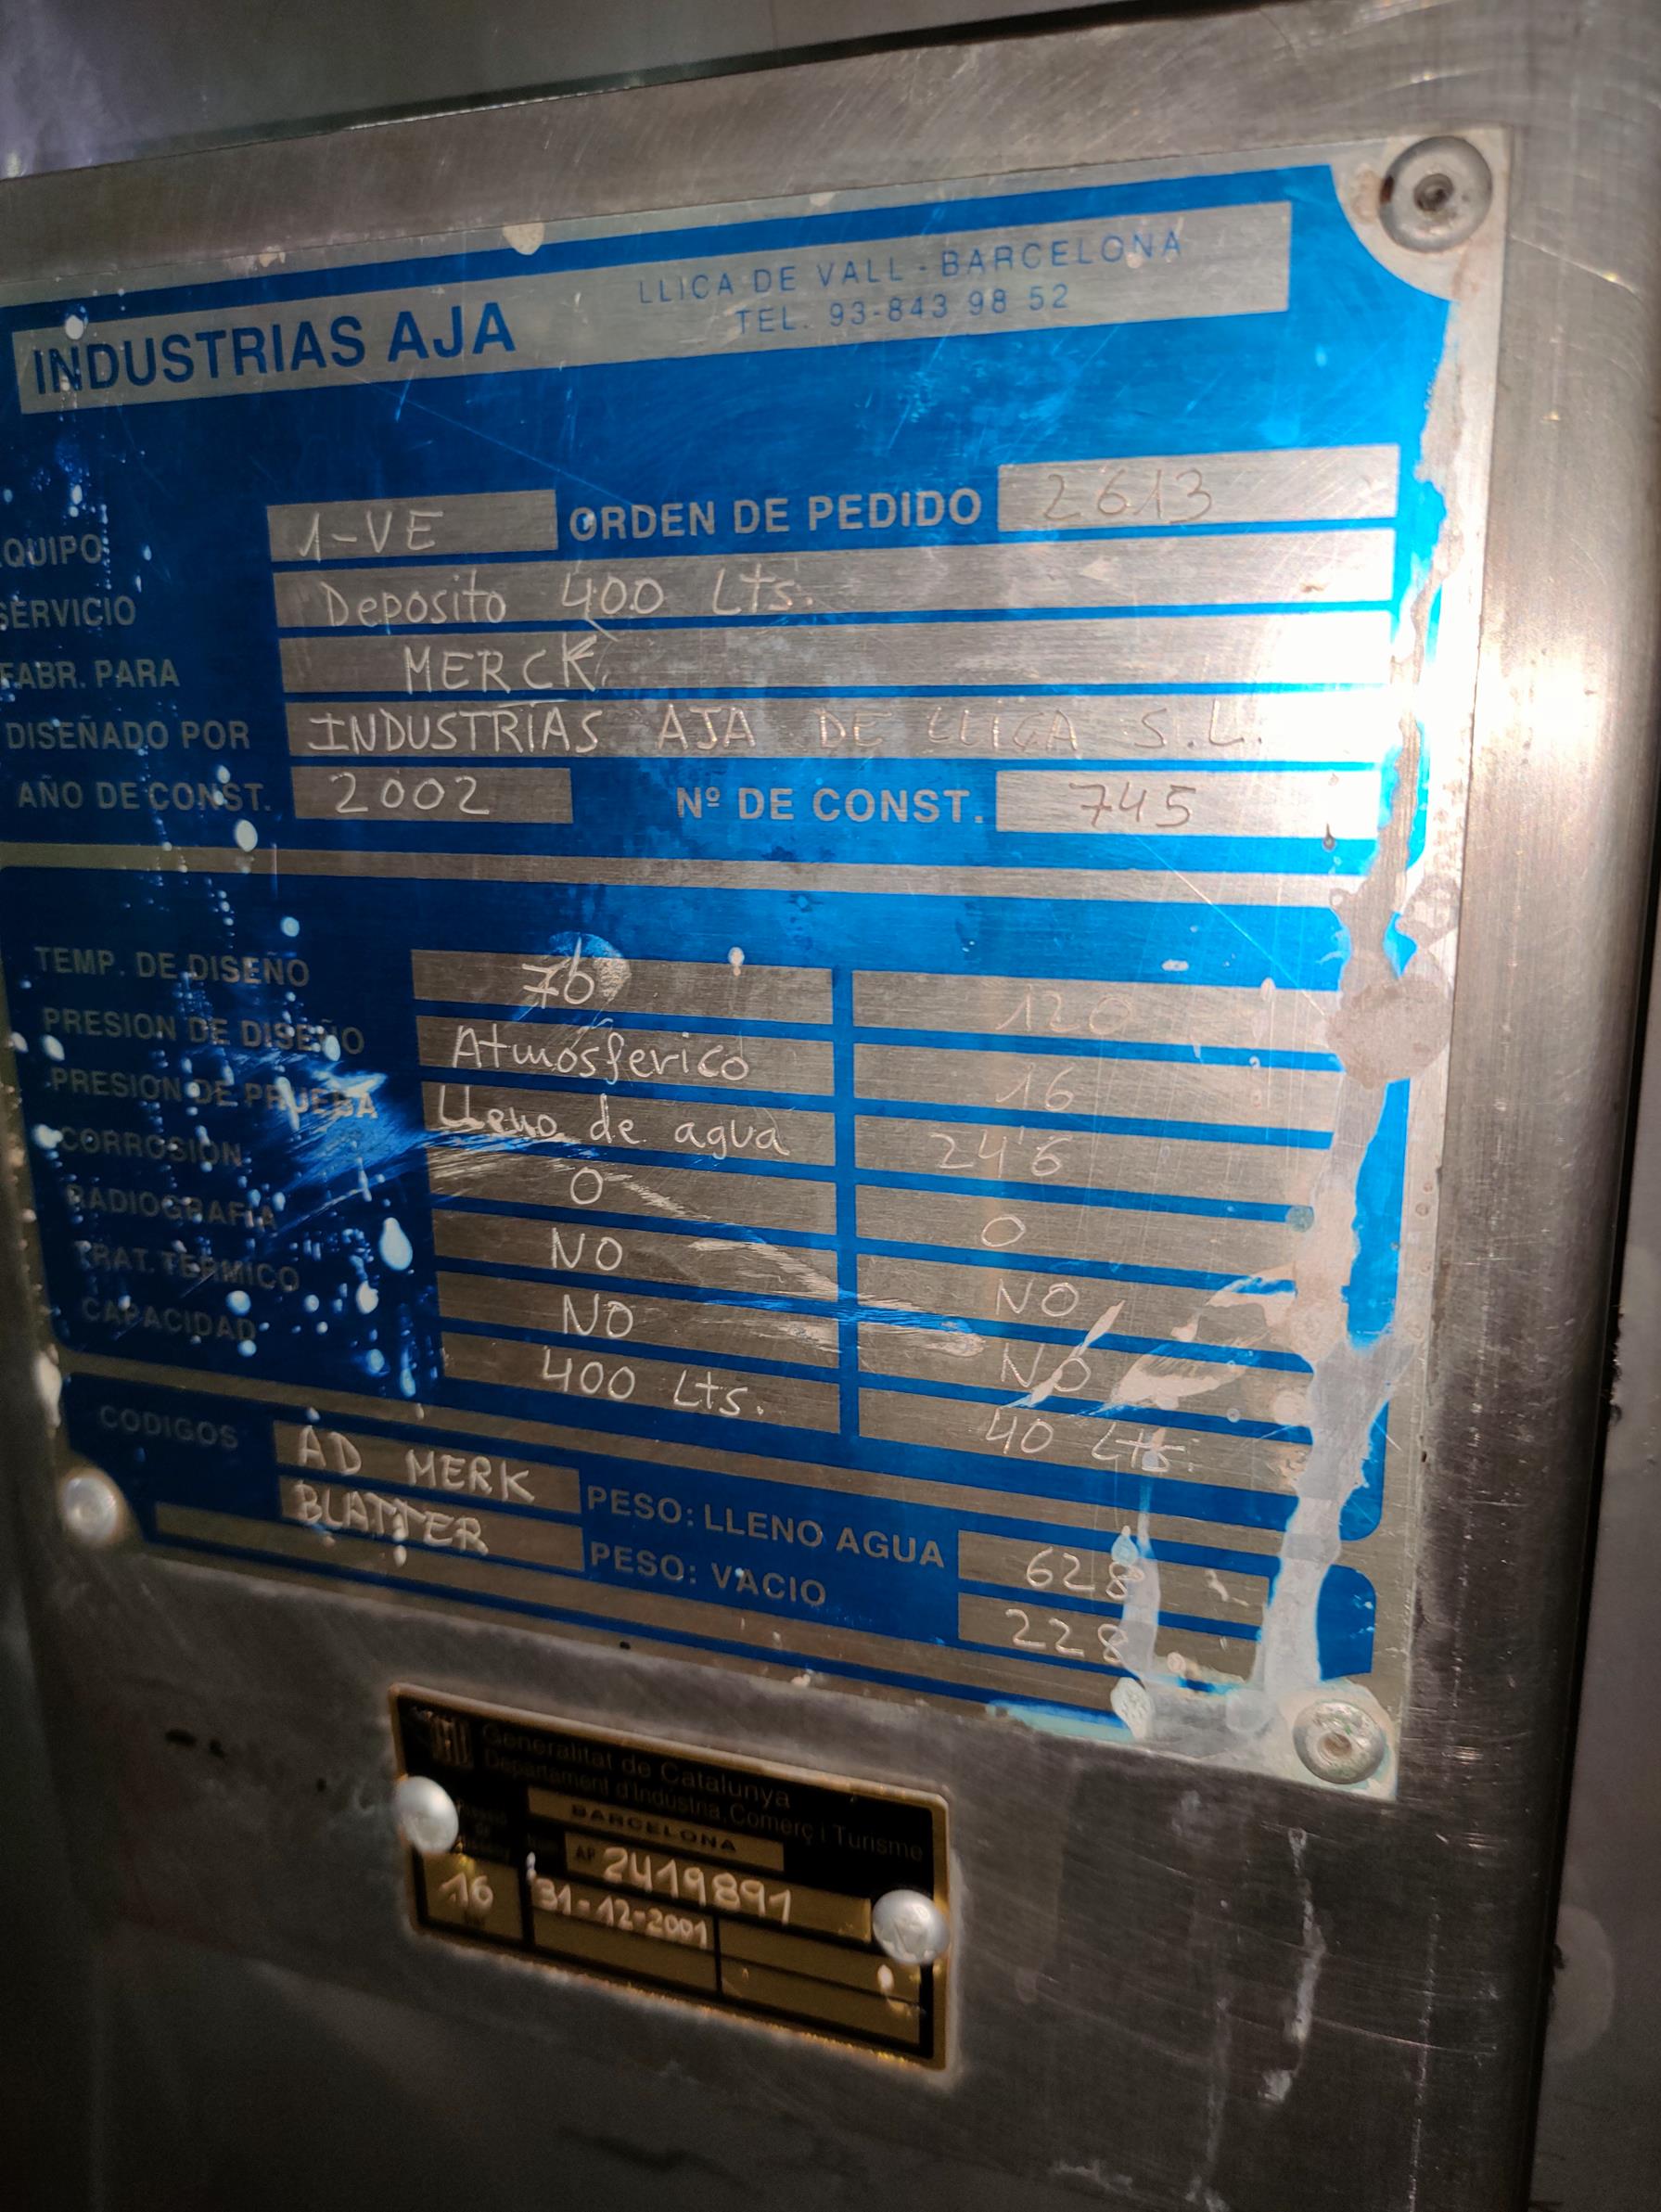 INDUSTRIAS AJA LLICA DE VALL - BARCELONA
TEL. 93-843 98 52
QUIPO 1-VE ORDEN DE PEDIDO 2613
SERVICIO Deposito 400 Lts.
FABR. PARA MERCK
DISEÑADO POR INDUSTRIAS AJA DE LLIÇA S.L.
AÑO DE CONST. 2002 Nº DE CONST. 745
TEMP. DE DISEÑO 70 120
PRESION DE DISEÑO Atmosferico 16
PRESION DE PRUEBA Lleno de agua 24'6
CORROSION 0 0
RADIOGRAFIA NO NO
TRAT. TERMICO NO NO
CAPACIDAD 400 Lts. 40 Lts.
CODIGOS AD MERK PESO: LLENO AGUA 628
BLATTER PESO: VACIO 228
Generalitat de Catalunya
Departament d'Indústria, Comerç i Turisme
BARCELONA
AP 2419891
16 31-12-2001